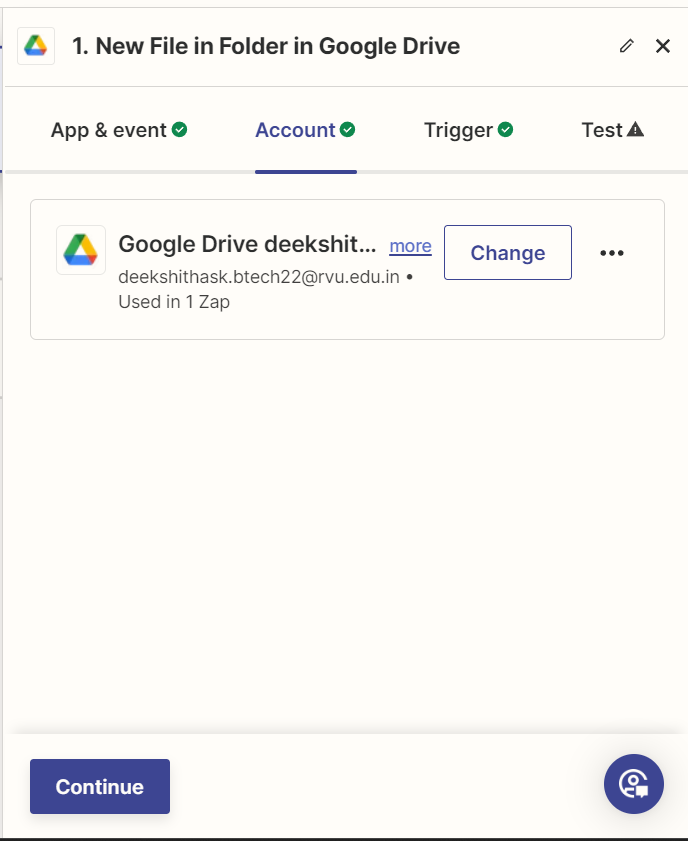 1. New File in Folder in Google Drive
App & event
Account
Trigger
Test
Google Drive deekshit... more
Change
deekshithask.btech22@rvu.edu.in •
Used in 1 Zap
Continue